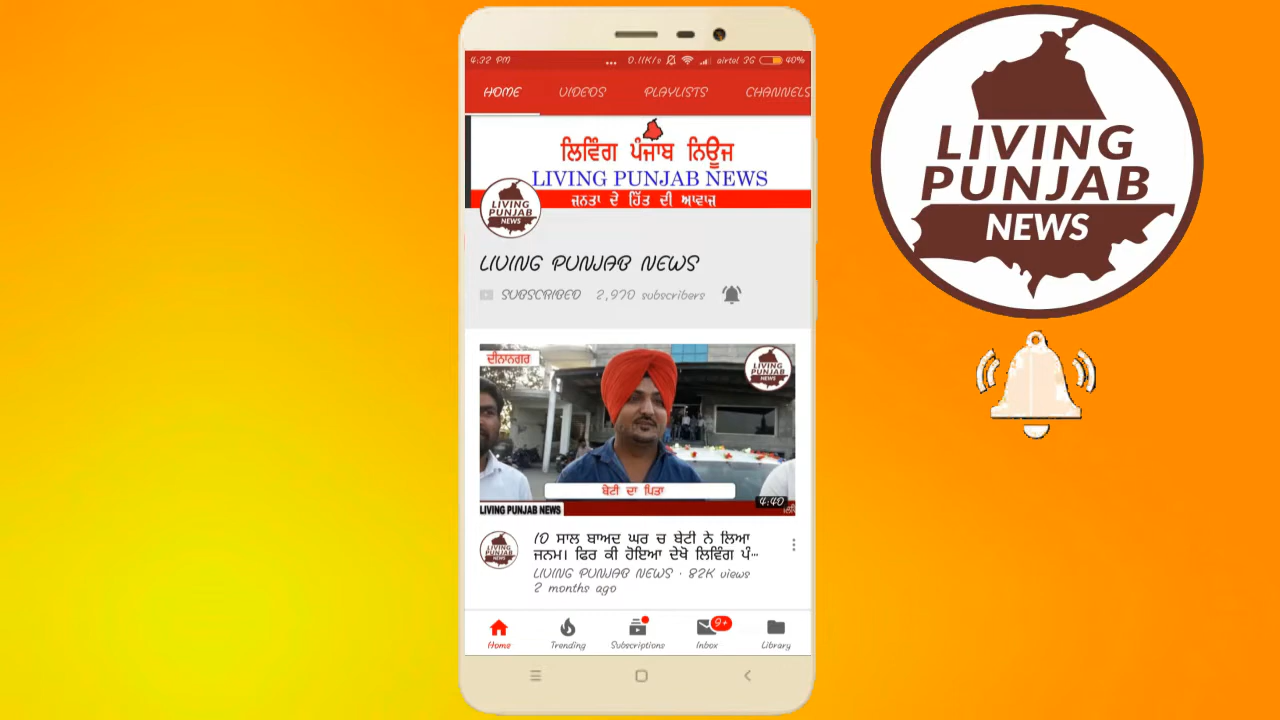 4:32 PM ... 0.11K/s airtel 3G 40%
HOME VIDEOS PLAYLISTS CHANNELS
ਲਿਵਿੰਗ ਪੰਜਾਬ ਨਿਊਜ਼
LIVING PUNJAB NEWS
ਜਨਤਾ ਦੇ ਹਿੱਤ ਦੀ ਆਵਾਜ਼
LIVING
PUNJAB
NEWS
LIVING PUNJAB NEWS
SUBSCRIBED 2,970 subscribers
ਦੀਨਾਨਗਰ
LIVING
PUNJAB
NEWS
ਬੇਟੀ ਦਾ ਪਿਤਾ
4:40
LIVING PUNJAB NEWS
LIVING
PUNJAB
NEWS
10 ਸਾਲ ਬਾਅਦ ਘਰ ਚ ਬੇਟੀ ਨੇ ਲਿਆ
ਜਨਮ। ਫਿਰ ਕੀ ਹੋਇਆ ਦੇਖੋ ਲਿਵਿੰਗ ਪੰ...
LIVING PUNJAB NEWS · 82K views
2 months ago
9+
Home Trending Subscriptions Inbox Library
LIVING
PUNJAB
NEWS